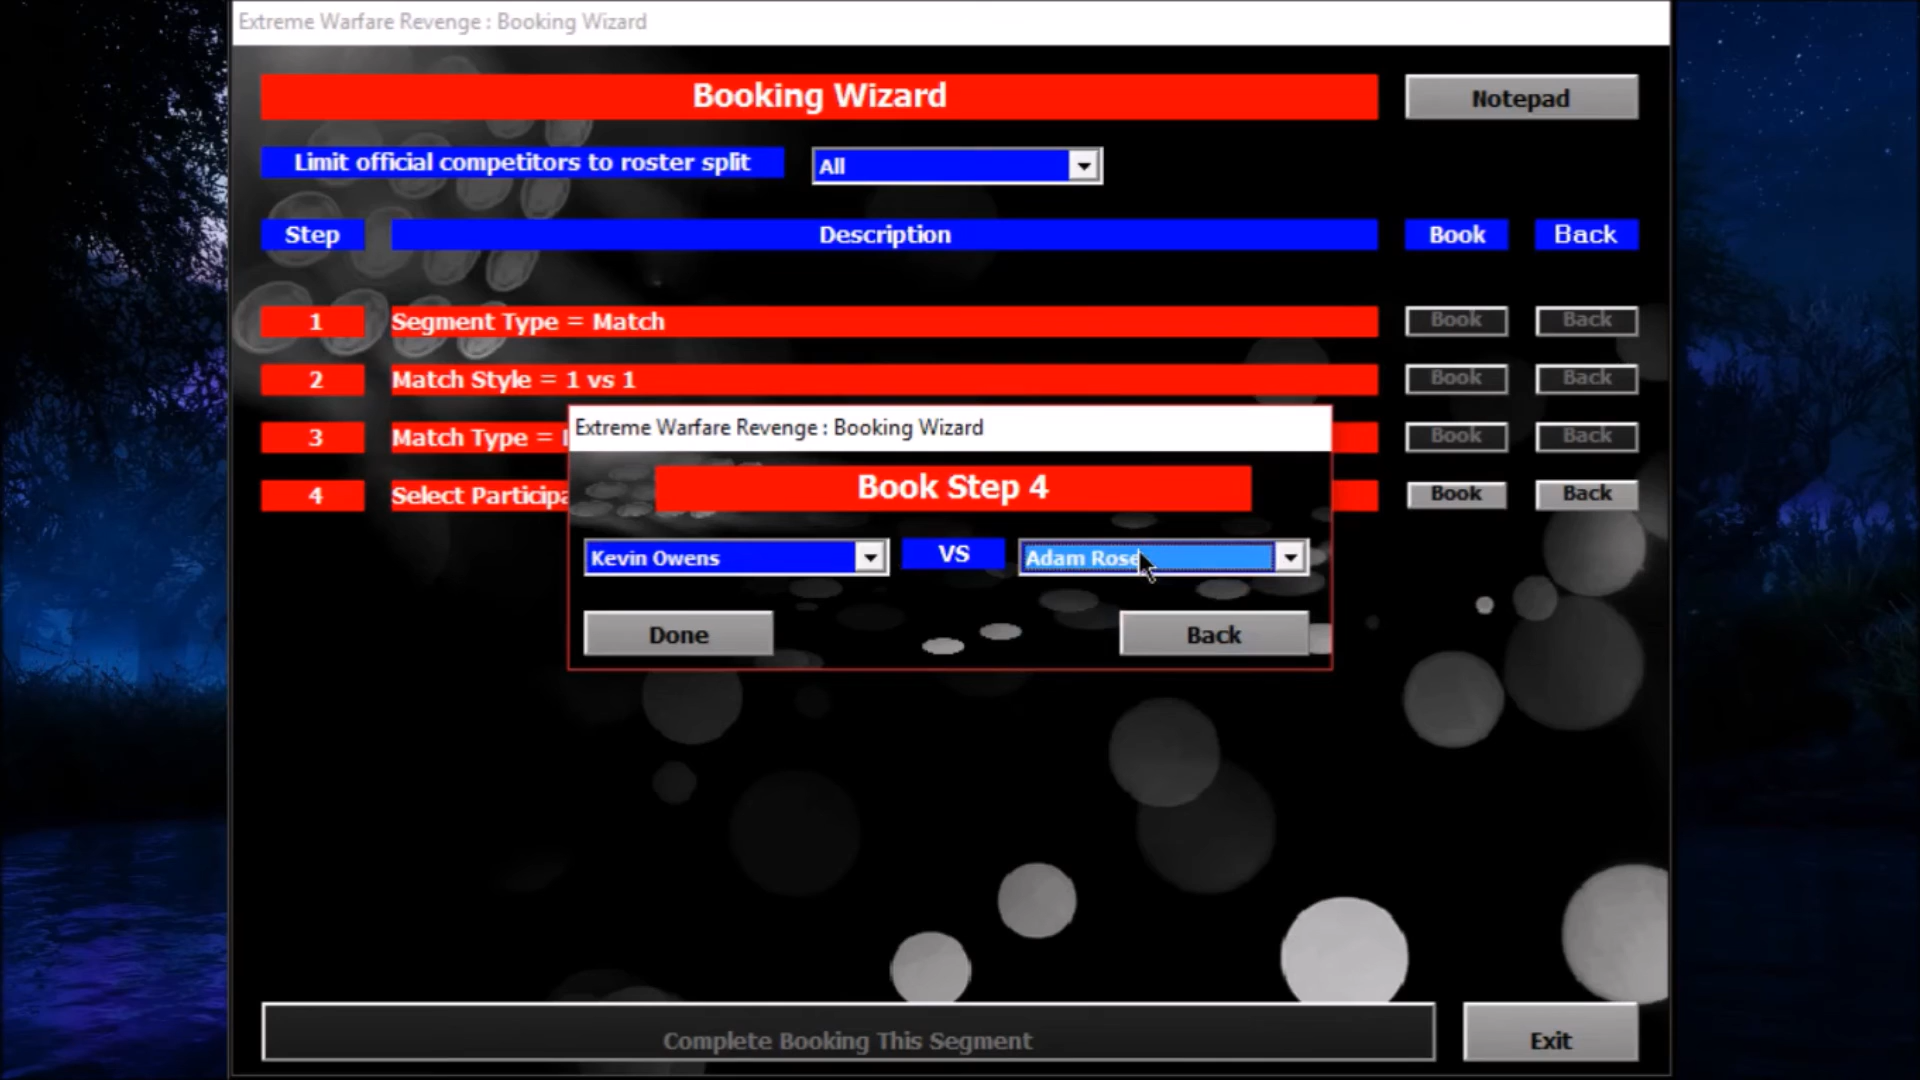 Extreme Warfare Revenge : Booking Wizard
Booking Wizard
Notepad
Limit official competitors to roster split
All
Step
Description
Book
Back
1
Segment Type = Match
Book
Back
2
Match Style = 1 vs 1
Book
Back
3
Match Type =
Book
Back
4
Select
Book
Back
Extreme Warfare Revenge : Booking Wizard
Book Step 4
Kevin Owens
VS
Adam Rose
Done
Back
Complete Booking This Segment
Exit